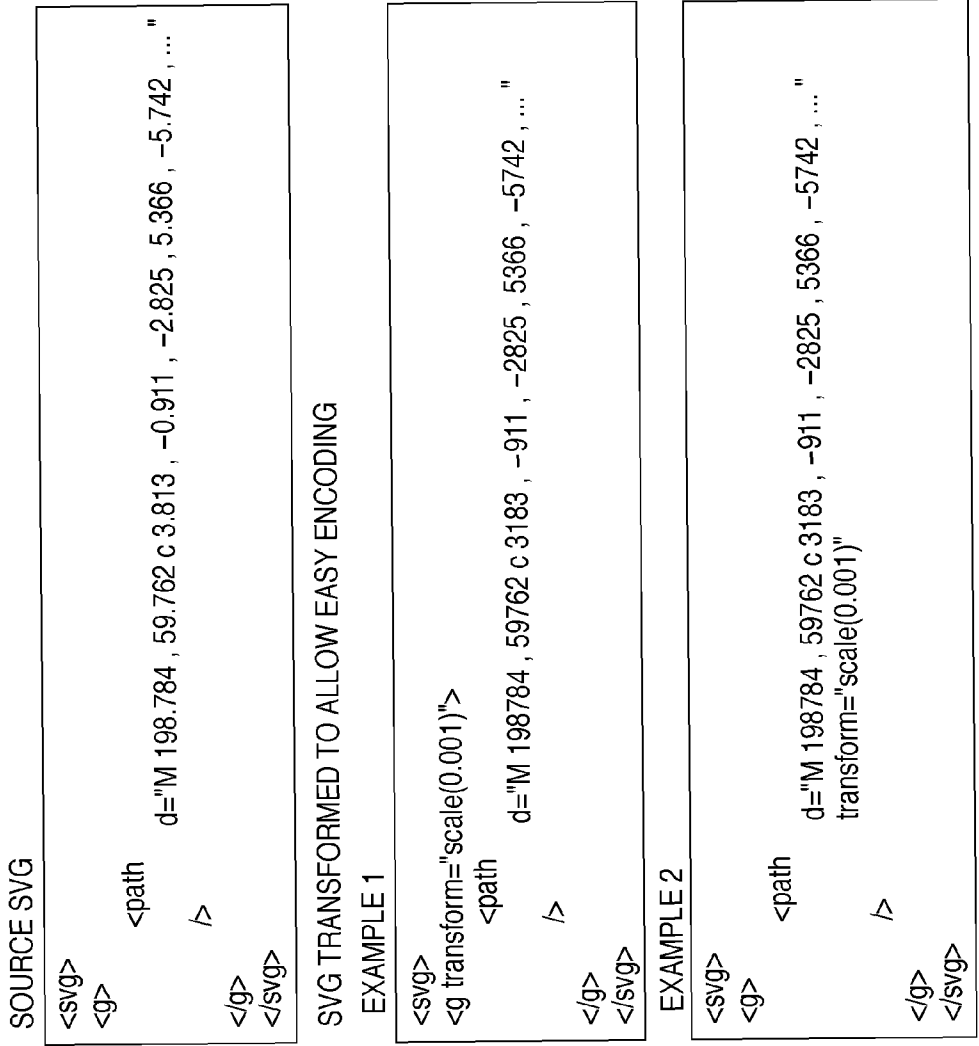 SOURCE SVG
<svg>
<g>
<path
d="M 198.784 , 59.762 c 3.813 , −0.911 , −2.825 , 5.366 , −5.742 , ... "
/>
</g>
</svg>
SVG TRANSFORMED TO ALLOW EASY ENCODING
EXAMPLE 1
<svg>
<g transform="scale(0.001)">
<path
d="M 198784 , 59762 c 3183 , −911 , −2825 , 5366 , −5742 , ... "
/>
</g>
</svg>
EXAMPLE 2
<svg>
<g>
<path
d="M 198784 , 59762 c 3183 , −911 , −2825 , 5366 , −5742 , ... "
transform="scale(0.001)"
/>
</g>
</svg>